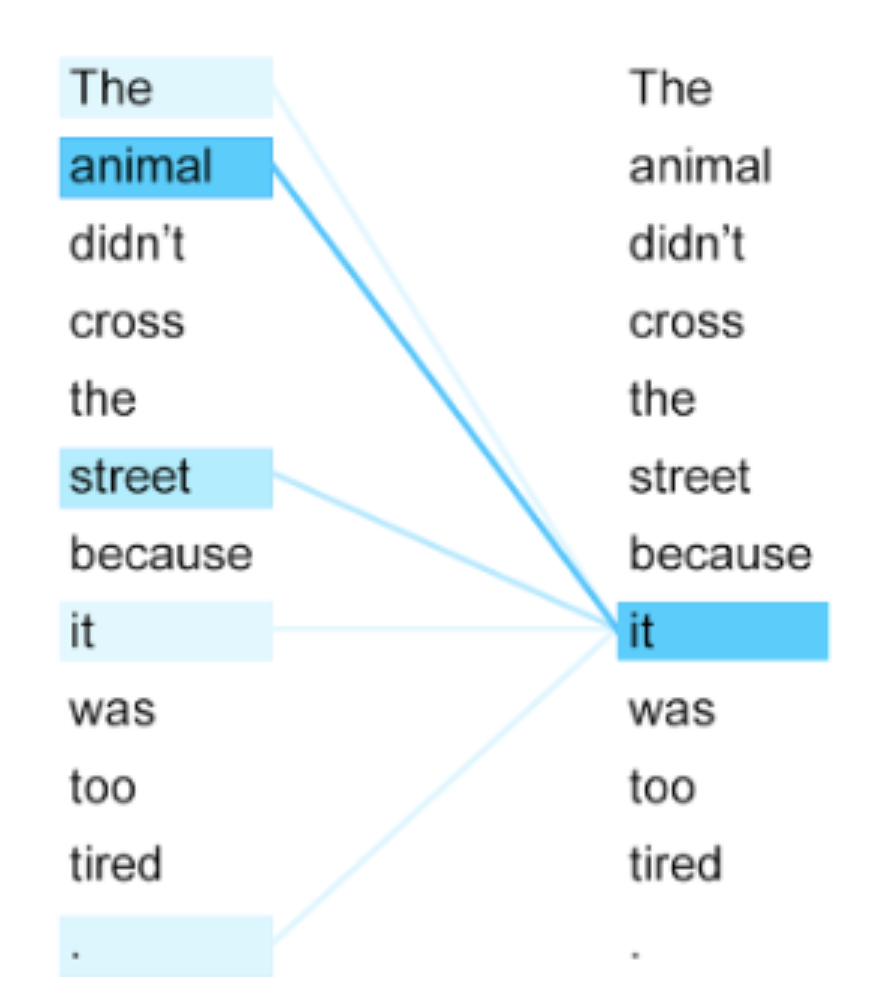 The The
animal animal
didn’t didn’t
cross cross
the the
street street
because because
it it
was was
too too
tired tired
. .